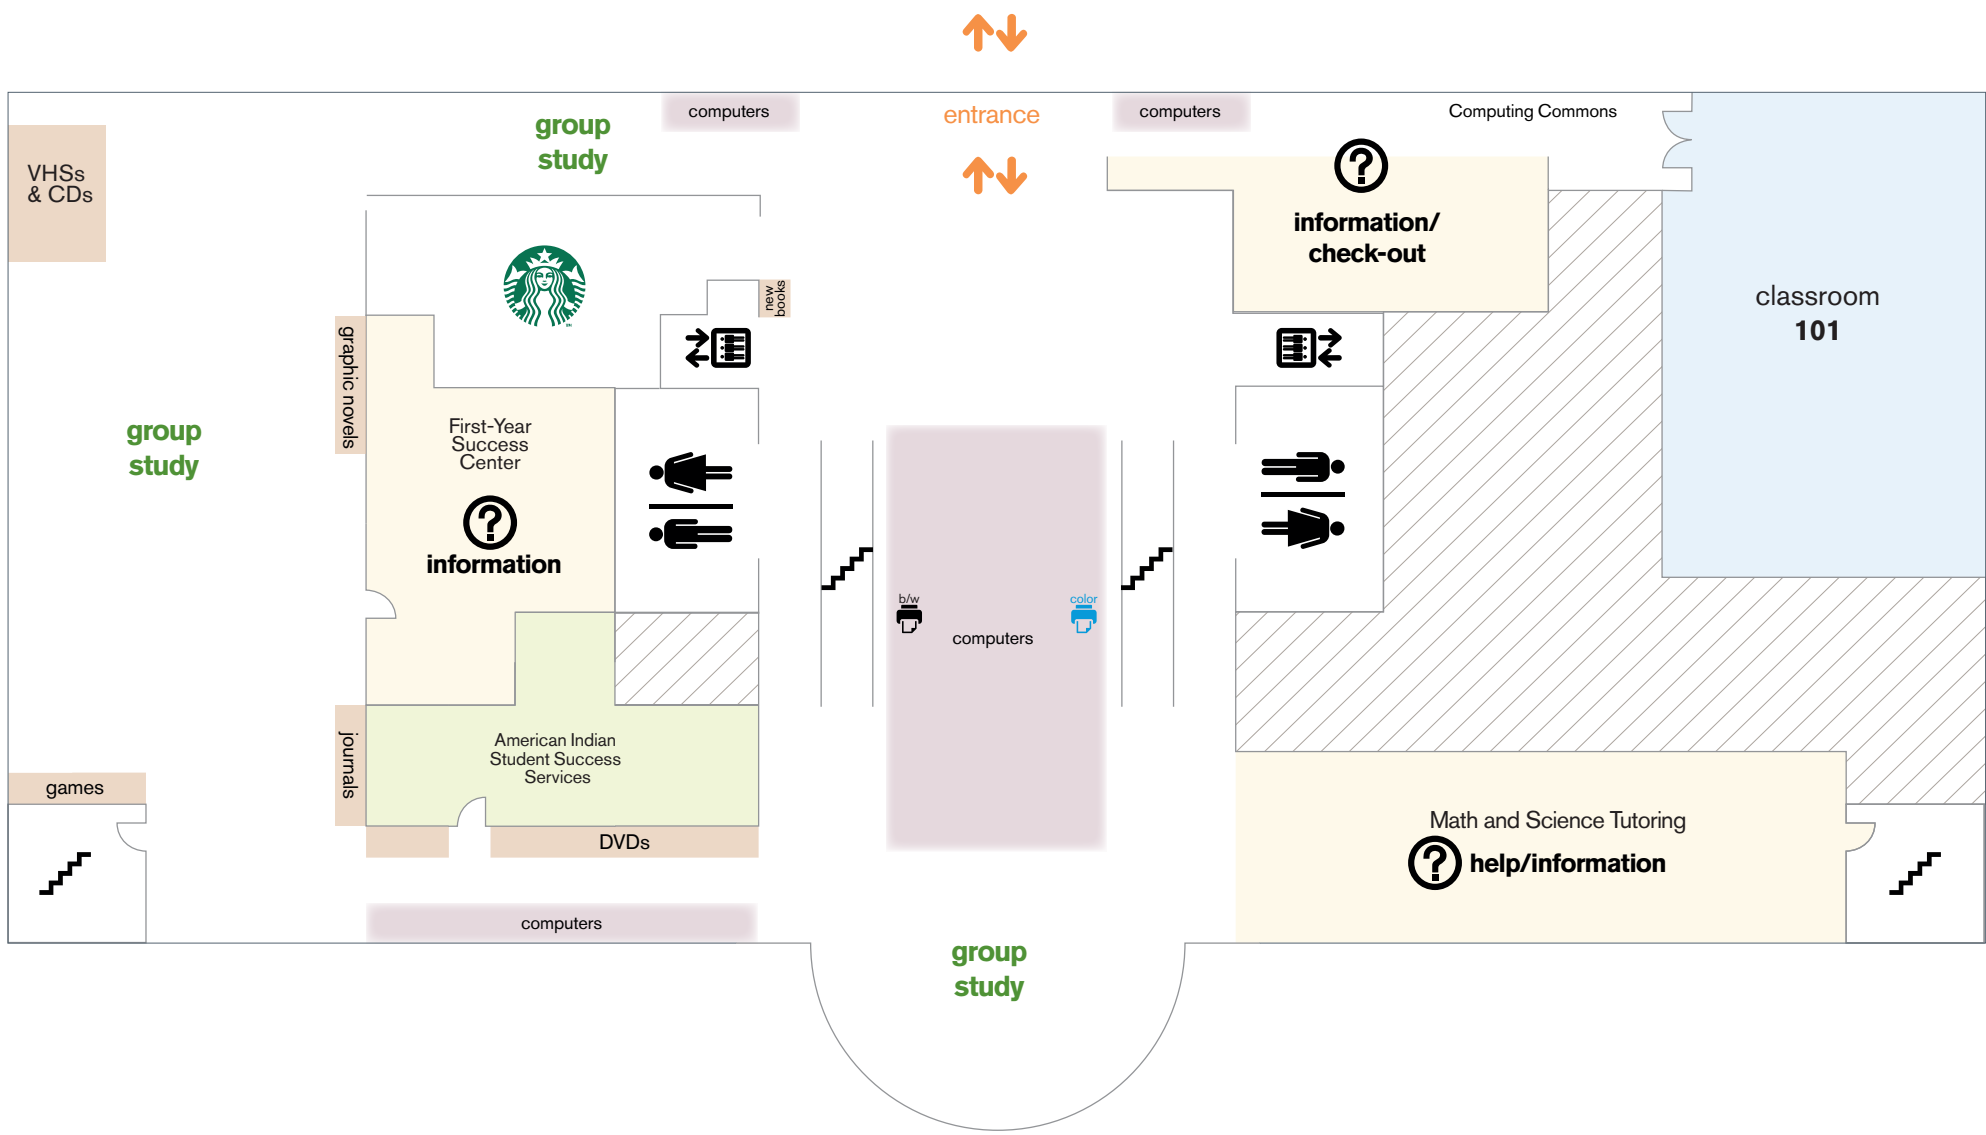 computers
entrance
computers
Computing Commons
group
study
VHSs
& CDs
information/
check-out
new
books
classroom
101
graphic novels
group
study
First-Year
Success
Center
information
b/w
color
computers
journals
American Indian
Student Success
Services
games
DVDs
Math and Science Tutoring
help/information
computers
group
study